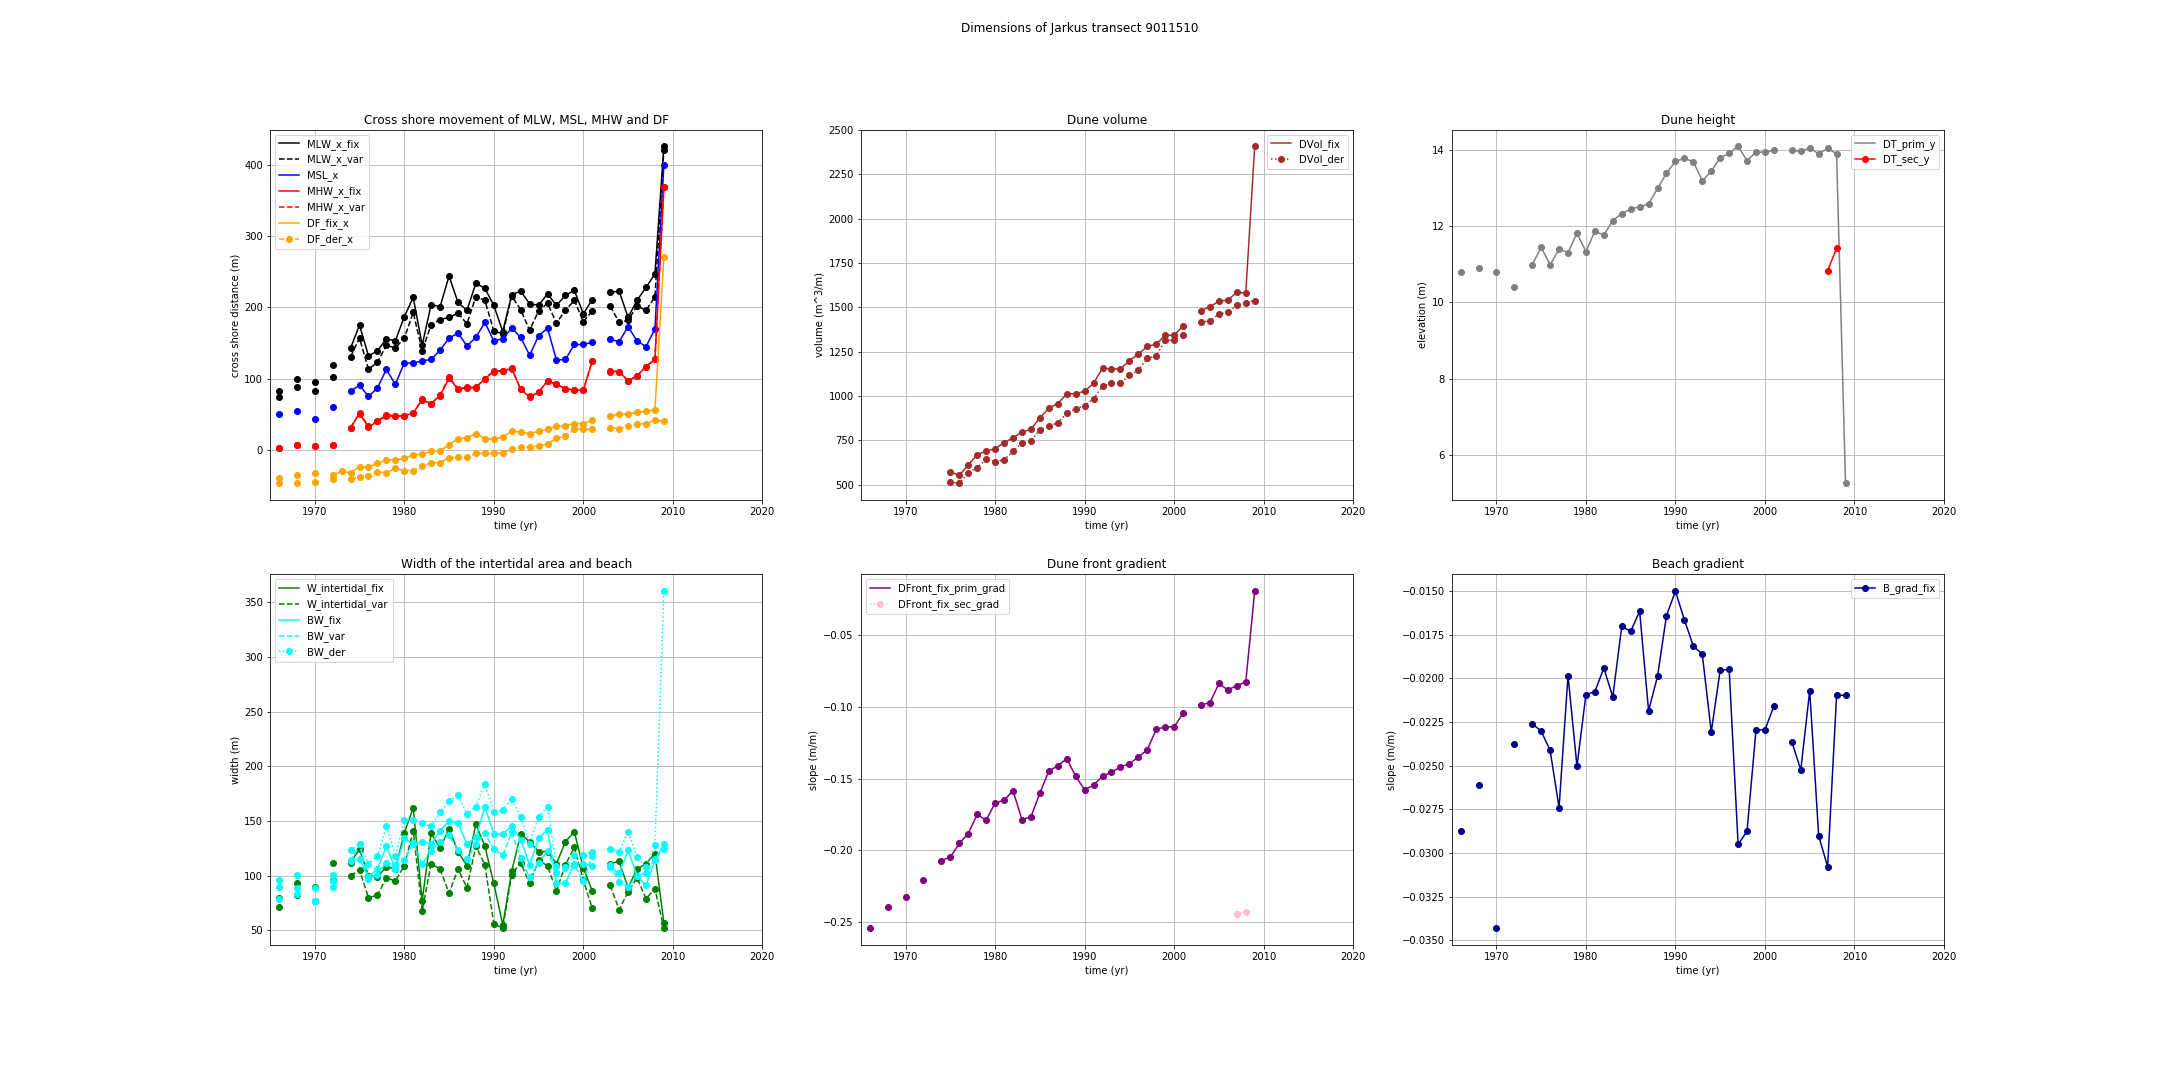 Dimensions of Jarkus transect 9011510
Cross shore movement of MLW, MSL, MHW and DF
MLW_x_fix
MLW_x_var
MSL_x
MHW_x_fix
MHW_x_var
DF_fix_x
DF_der_x
400
300
200
100
0
cross shore distance (m)
1970 1980 1990 2000 2010 2020
time (yr)
Dune volume
DVol_fix
DVol_der
2500
2250
2000
1750
1500
1250
1000
750
500
volume (m^3/m)
1970 1980 1990 2000 2010 2020
time (yr)
Dune height
DT_prim_y
DT_sec_y
14
12
10
8
6
elevation (m)
1970 1980 1990 2000 2010 2020
time (yr)
Width of the intertidal area and beach
W_intertidal_fix
W_intertidal_var
BW_fix
BW_var
BW_der
350
300
250
200
150
100
50
width (m)
1970 1980 1990 2000 2010 2020
time (yr)
Dune front gradient
DFront_fix_prim_grad
DFront_fix_sec_grad
−0.05
−0.10
−0.15
−0.20
−0.25
slope (m/m)
1970 1980 1990 2000 2010 2020
time (yr)
Beach gradient
B_grad_fix
−0.0150
−0.0175
−0.0200
−0.0225
−0.0250
−0.0275
−0.0300
−0.0325
−0.0350
slope (m/m)
1970 1980 1990 2000 2010 2020
time (yr)